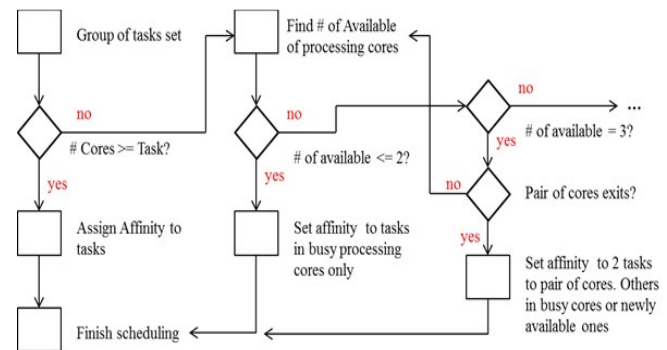 Group of tasks set
Find # of Available
of processing cores
no
# Cores >= Task?
yes
no
# of available <= 2?
yes
no
...
# of available = 3?
yes
no
Pair of cores exits?
yes
Assign Affinity to
tasks
Set affinity to tasks
in busy processing
cores only
Set affinity to 2 tasks
to pair of cores. Others
in busy cores or newly
available ones
Finish scheduling